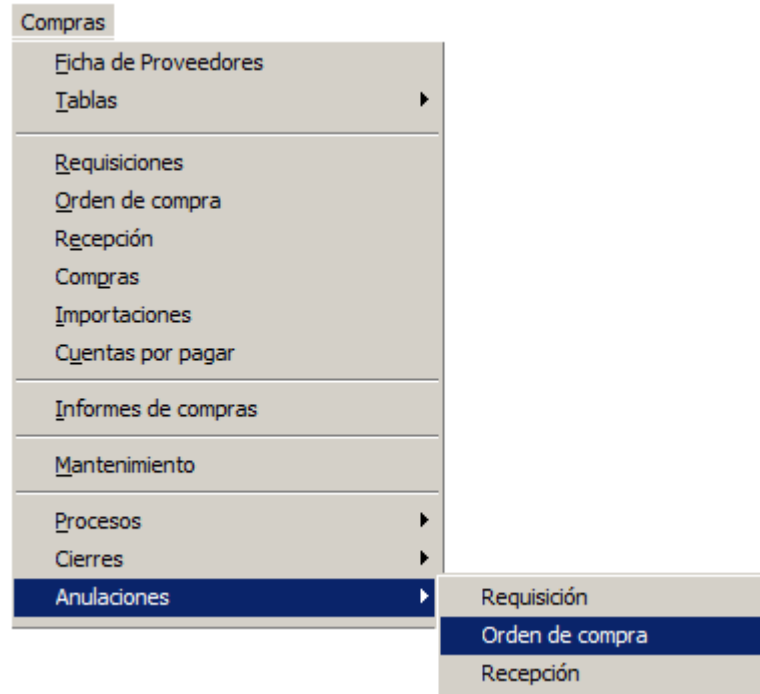 Compras
Ficha de Proveedores
Tablas
Requisiciones
Orden de compra
Recepción
Compras
Importaciones
Cuentas por pagar
Informes de compras
Mantenimiento
Procesos
Cierres
Anulaciones
Requisición
Orden de compra
Recepción